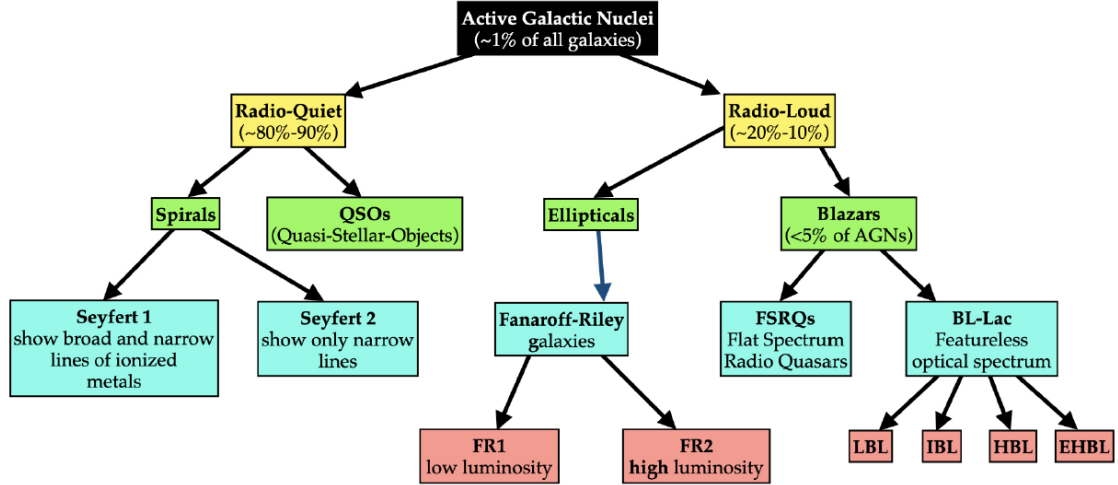 Active Galactic Nuclei
(~1% of all galaxies)
Radio-Quiet
(~80%-90%)
Radio-Loud
(~20%-10%)
Spirals
QSOs
(Quasi-Stellar-Objects)
Ellipticals
Blazars
(<5% of AGNs)
Seyfert 1
show broad and narrow
lines of ionized
metals
Seyfert 2
show only narrow
lines
Fanaroff-Riley
galaxies
FSRQs
Flat Spectrum
Radio Quasars
BL-Lac
Featureless
optical spectrum
FR1
low luminosity
FR2
high luminosity
LBL
IBL
HBL
EHBL